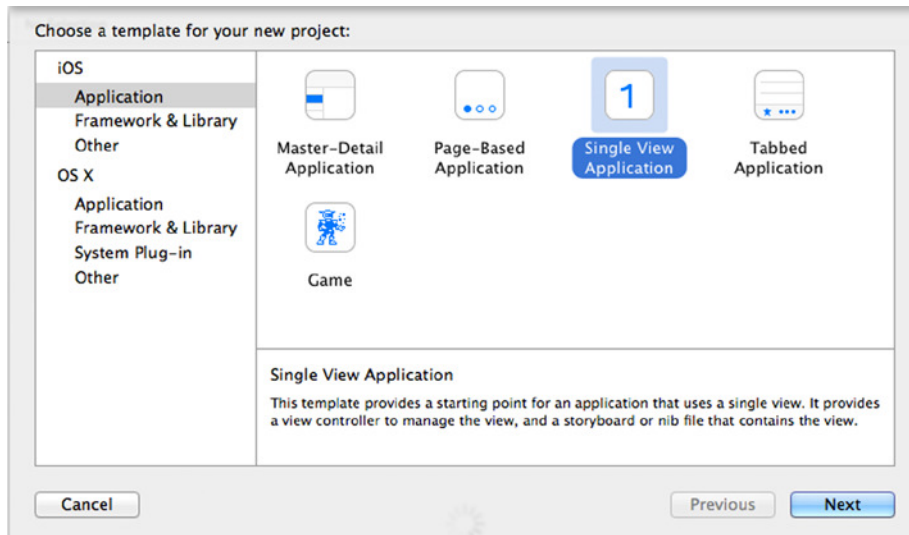 Choose a template for your new project:
iOS
Application
Framework & Library
Other
OS X
Application
Framework & Library
System Plug-in
Other
Master-Detail
Application
Page-Based
Application
1
Single View
Application
Tabbed
Application
Game
Single View Application
This template provides a starting point for an application that uses a single view. It provides
a view controller to manage the view, and a storyboard or nib file that contains the view.
Cancel
Previous
Next